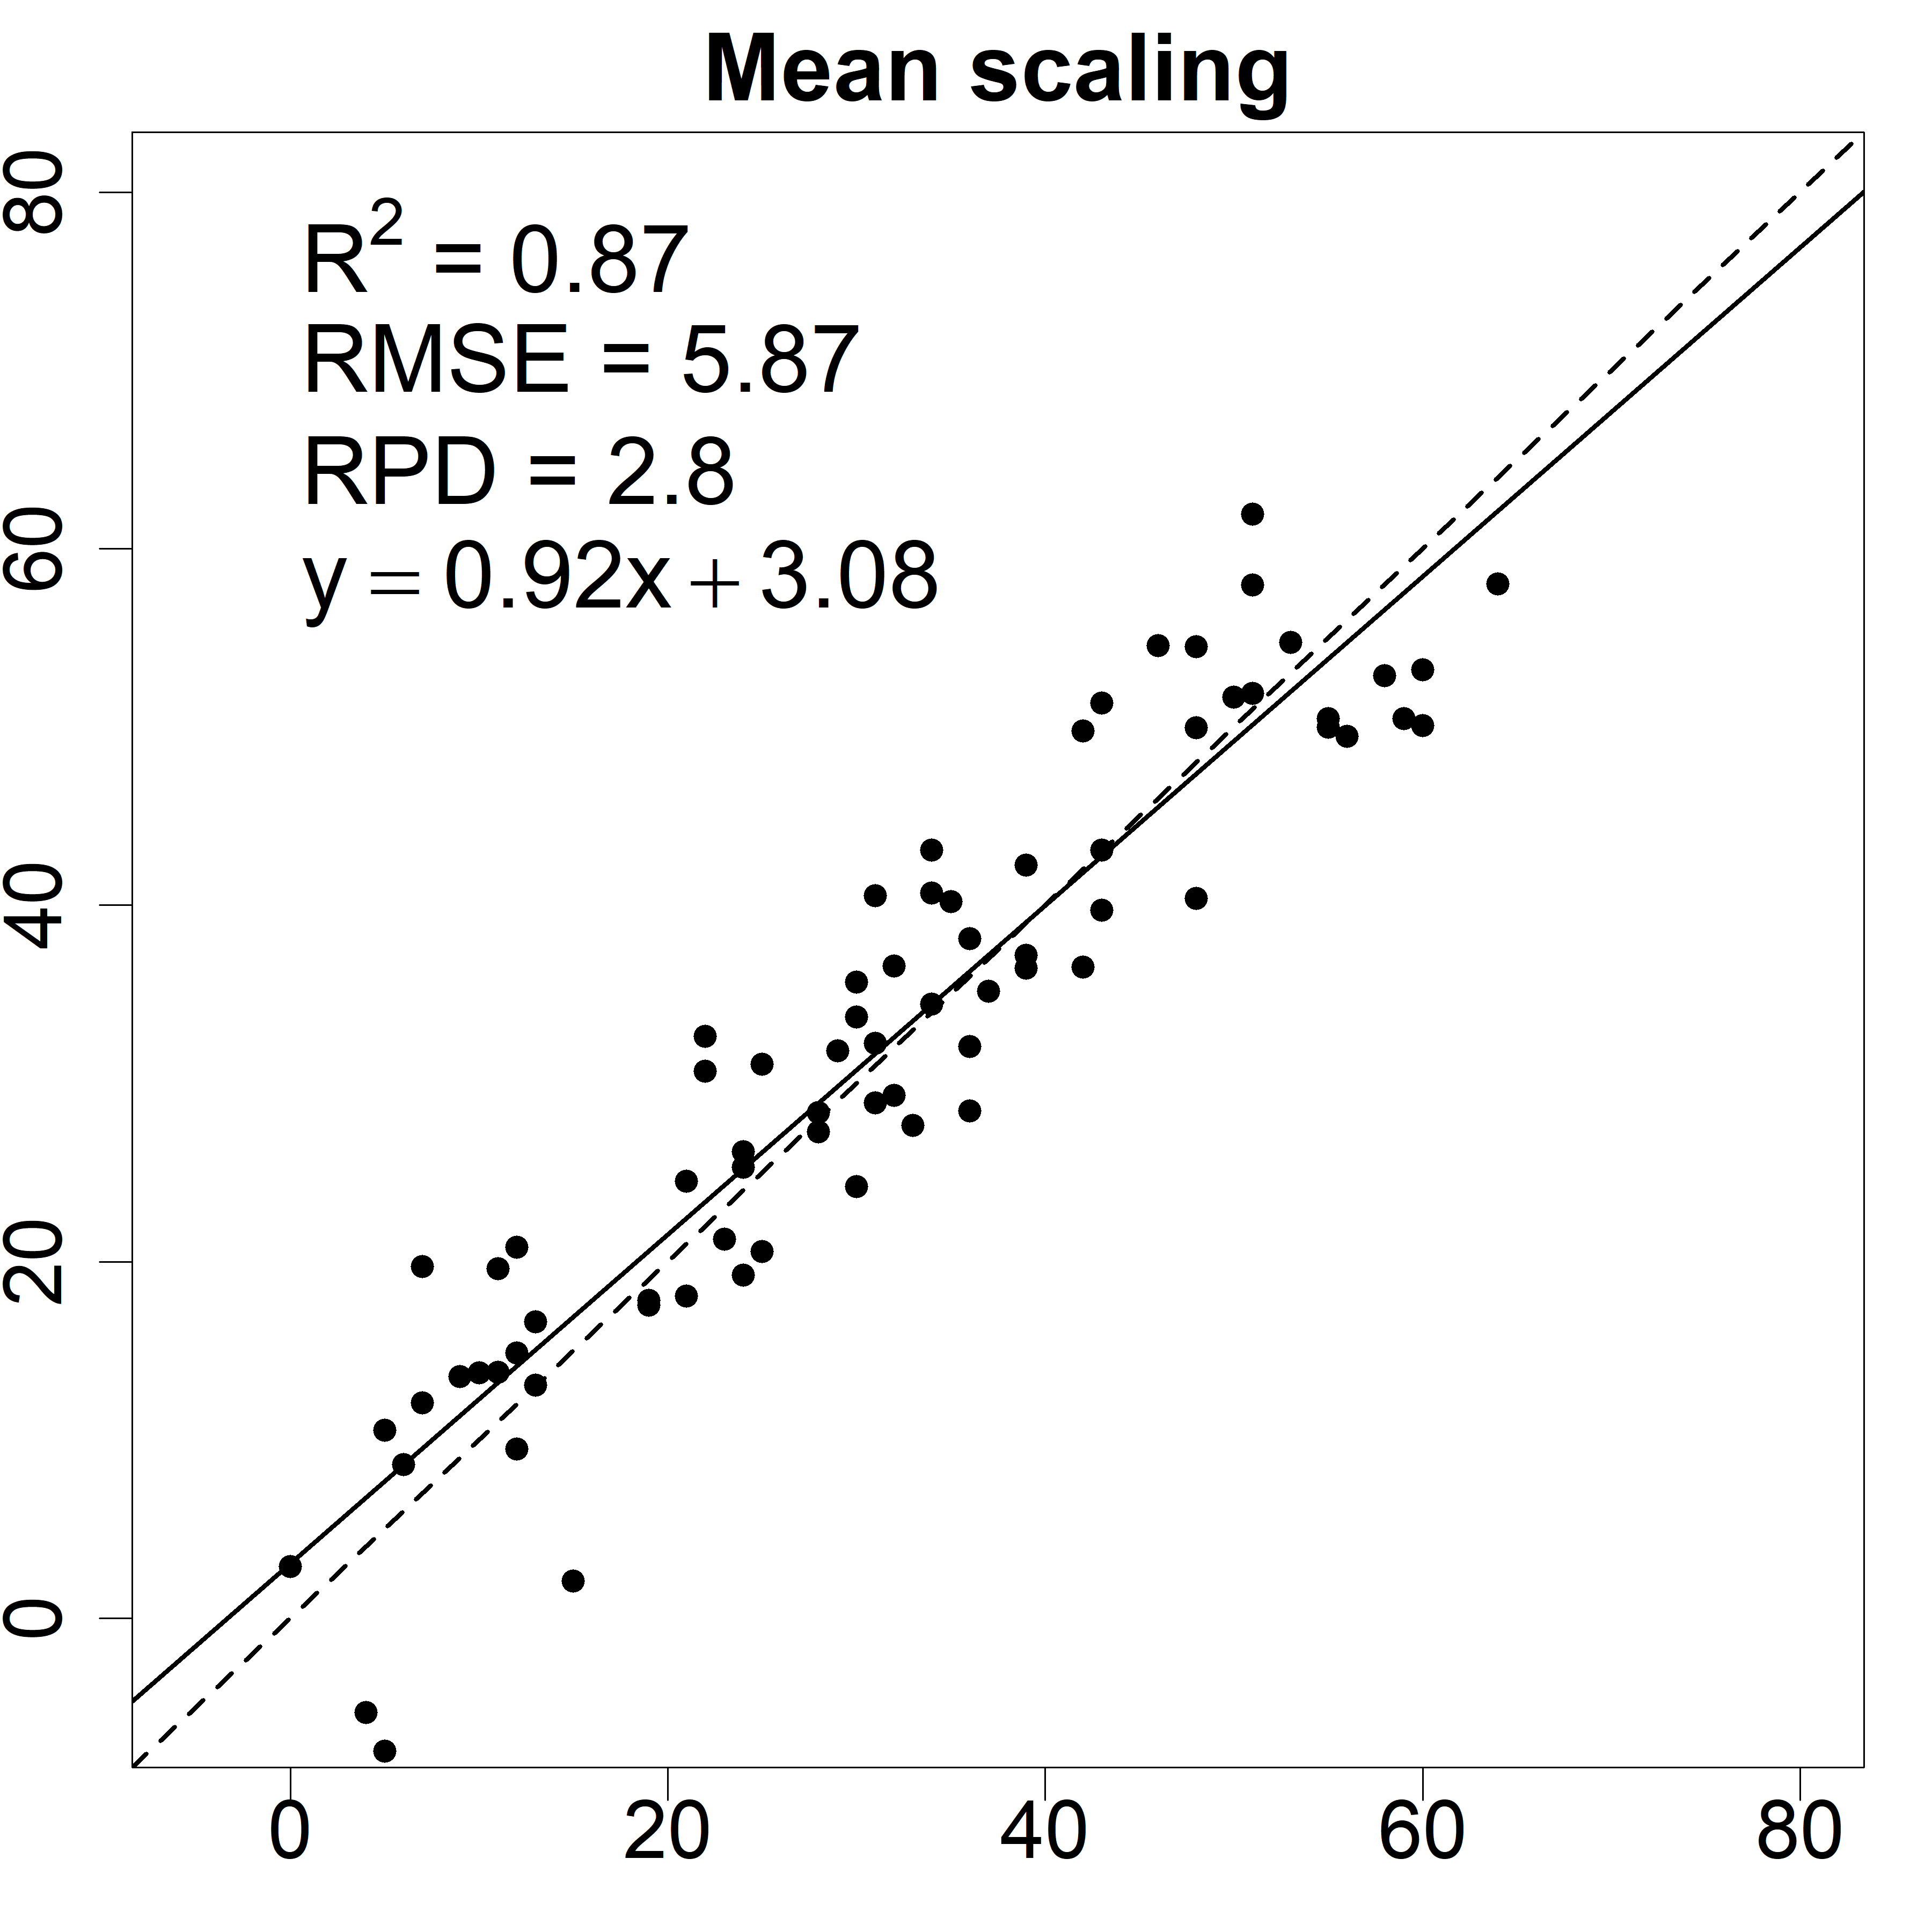 Mean scaling
R² = 0.87
RMSE = 5.87
RPD = 2.8
y = 0.92x + 3.08
80
60
40
20
0
0 20 40 60 80